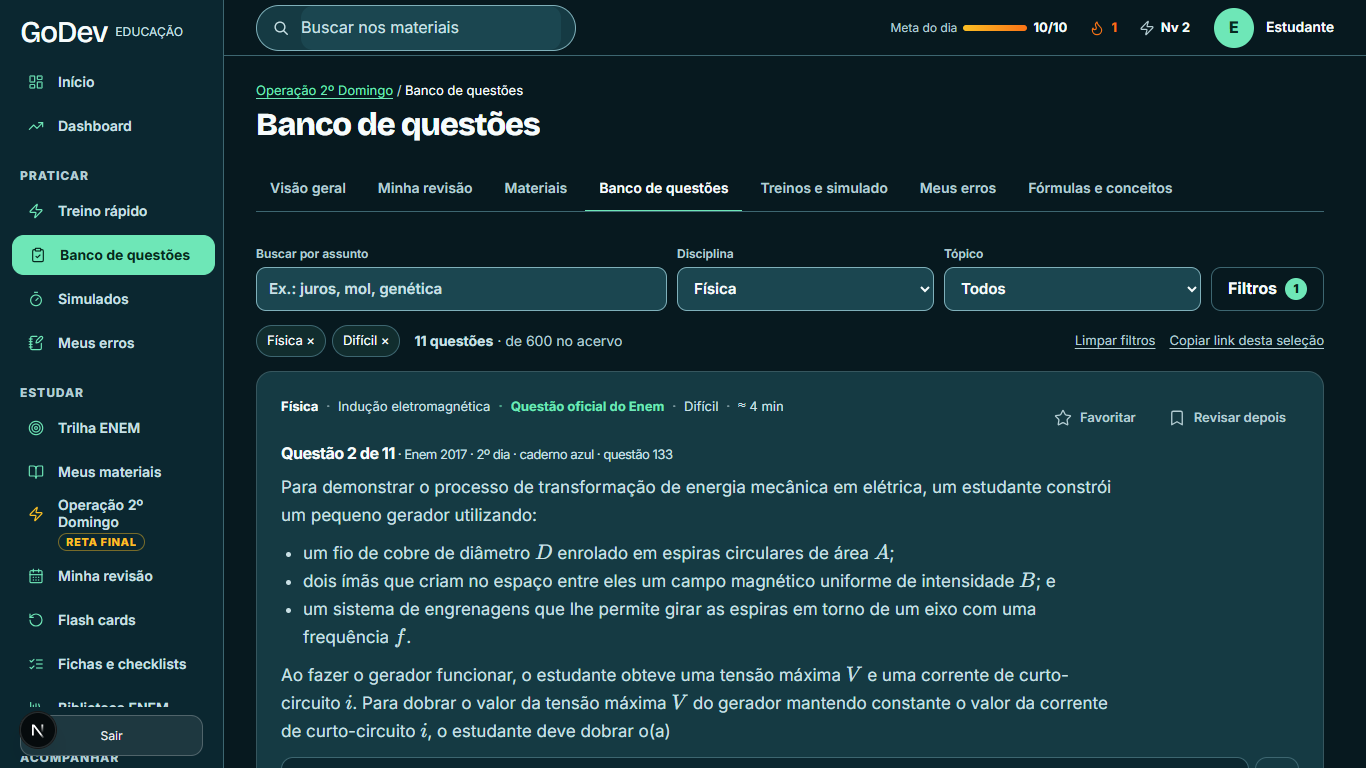 GoDev EDUCAÇÃO
Início
Dashboard
PRATICAR
Treino rápido
Banco de questões
Simulados
Meus erros
ESTUDAR
Trilha ENEM
Meus materiais
Operação 2º
Domingo
RETA FINAL
Minha revisão
Flash cards
Fichas e checklists
Biblioteca ENEM
N
Sair
ACOMPANHAR
Buscar nos materiais
Meta do dia 10/10 1 Nv 2 E Estudante
Operação 2º Domingo / Banco de questões
Banco de questões
Visão geral Minha revisão Materiais Banco de questões Treinos e simulado Meus erros Fórmulas e conceitos
Buscar por assunto Disciplina Tópico
Ex.: juros, mol, genética Física Todos Filtros 1
Física × Difícil × 11 questões · de 600 no acervo Limpar filtros Copiar link desta seleção
Física · Indução eletromagnética · Questão oficial do Enem · Difícil · ≈ 4 min
Favoritar Revisar depois
Questão 2 de 11 · Enem 2017 · 2º dia · caderno azul · questão 133
Para demonstrar o processo de transformação de energia mecânica em elétrica, um estudante constrói
um pequeno gerador utilizando:
• um fio de cobre de diâmetro D enrolado em espiras circulares de área A;
• dois ímãs que criam no espaço entre eles um campo magnético uniforme de intensidade B; e
• um sistema de engrenagens que lhe permite girar as espiras em torno de um eixo com uma
frequência f.
Ao fazer o gerador funcionar, o estudante obteve uma tensão máxima V e uma corrente de curto-
circuito i. Para dobrar o valor da tensão máxima V do gerador mantendo constante o valor da corrente
de curto-circuito i, o estudante deve dobrar o(a)